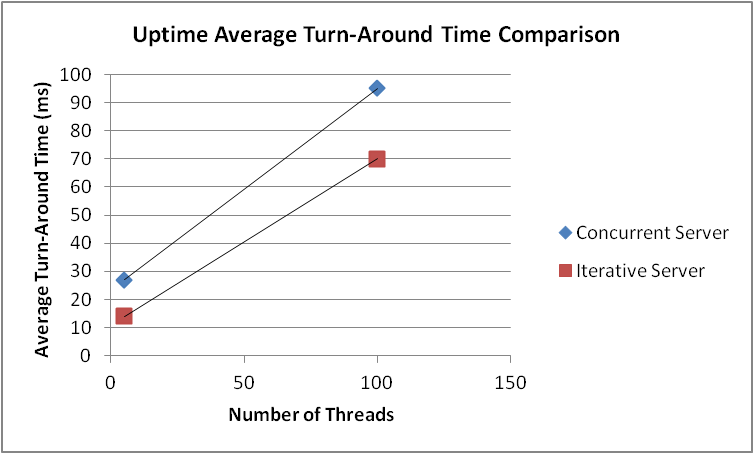 Uptime Average Turn-Around Time Comparison
Average Turn-Around Time (ms)
100
90
80
70
60
50
40
30
20
10
0
0 50 100 150
Number of Threads
Concurrent Server
Iterative Server